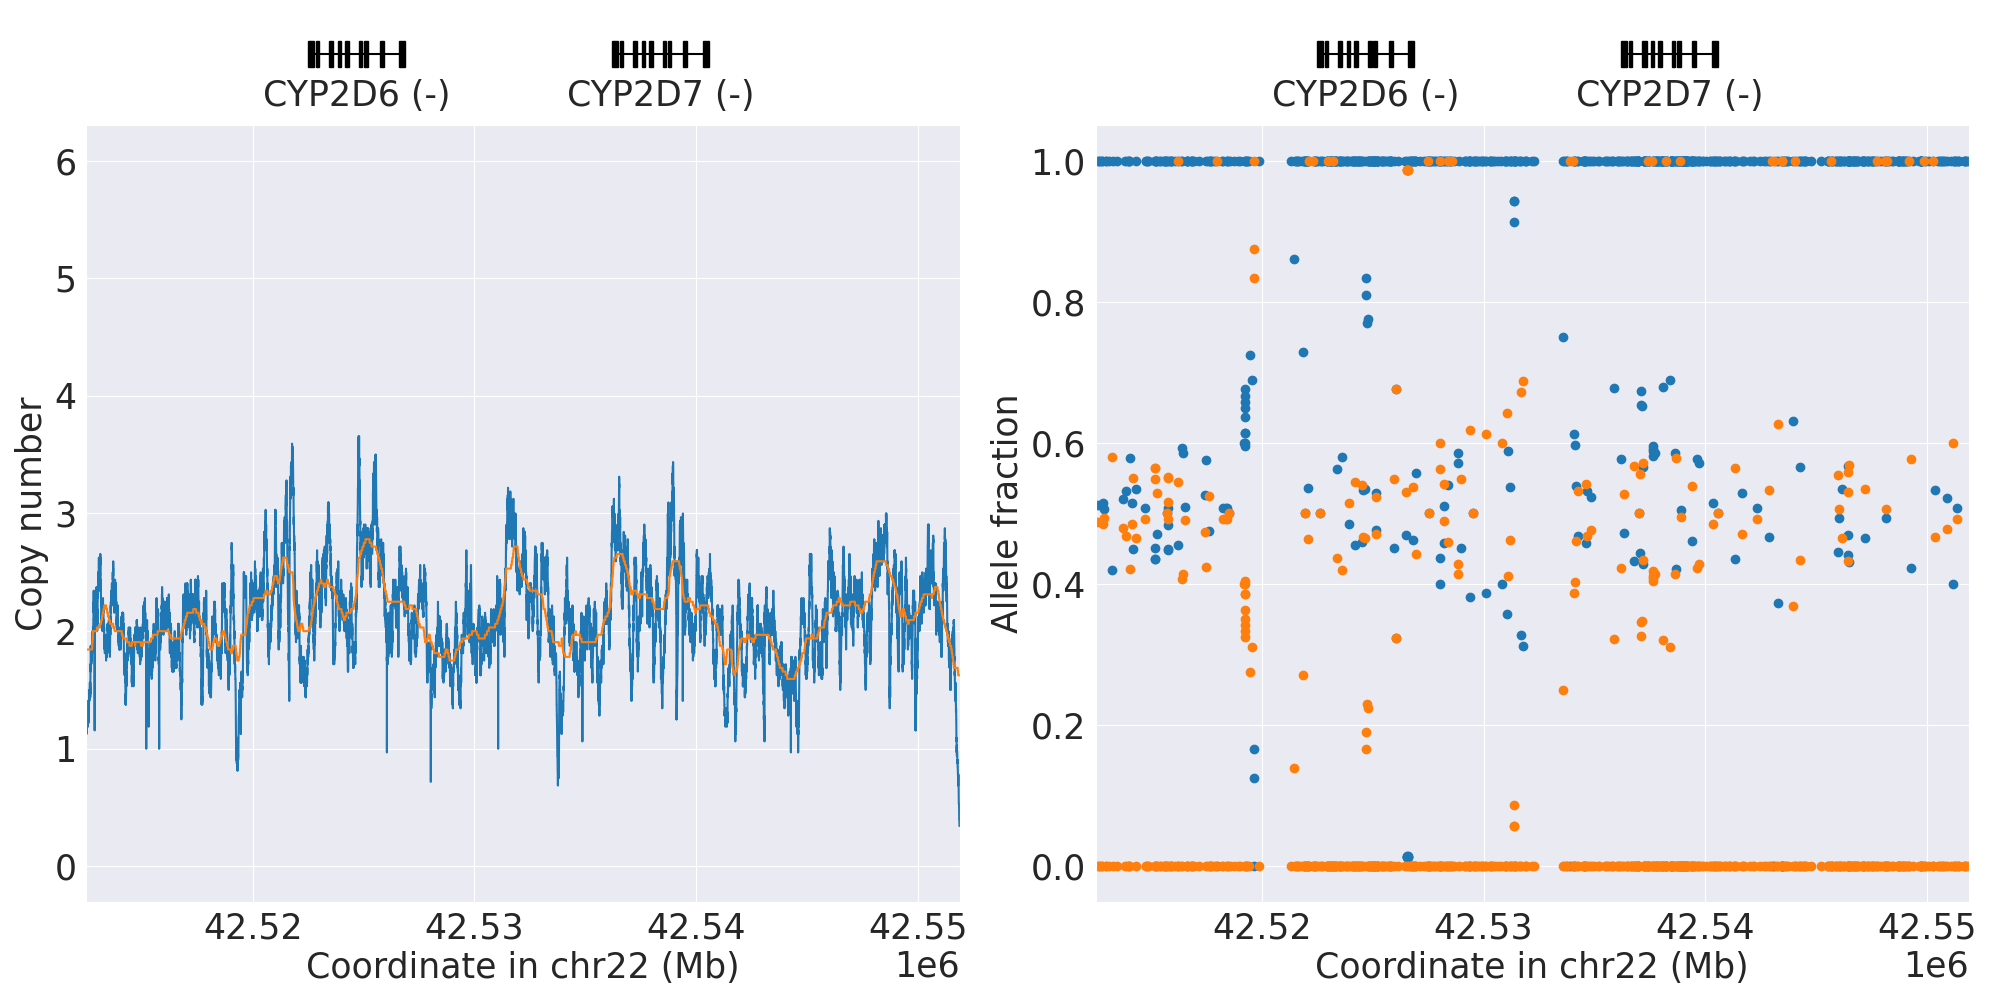 CYP2D6 (-) CYP2D7 (-)
CYP2D6 (-) CYP2D7 (-)
Copy number
6
5
4
3
2
1
0
42.52 42.53 42.54 42.55
Coordinate in chr22 (Mb)
1e6
Allele fraction
1.0
0.8
0.6
0.4
0.2
0.0
42.52 42.53 42.54 42.55
Coordinate in chr22 (Mb)
1e6